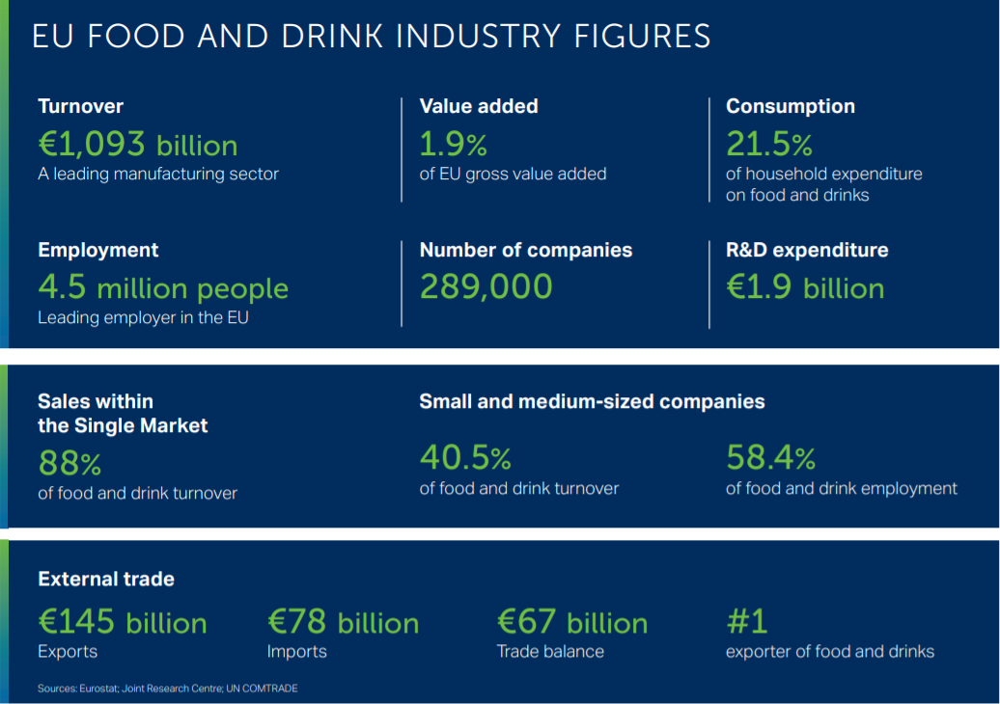 EU FOOD AND DRINK INDUSTRY FIGURES
Turnover
€1,093 billion
A leading manufacturing sector
Value added
1.9%
of EU gross value added
Consumption
21.5%
of household expenditure
on food and drinks
Employment
4.5 million people
Leading employer in the EU
Number of companies
289,000
R&D expenditure
€1.9 billion
Sales within
the Single Market
88%
of food and drink turnover
Small and medium-sized companies
40.5%
of food and drink turnover
58.4%
of food and drink employment
External trade
€145 billion
Exports
€78 billion
Imports
€67 billion
Trade balance
#1
exporter of food and drinks
Sources: Eurostat; Joint Research Centre; UN COMTRADE